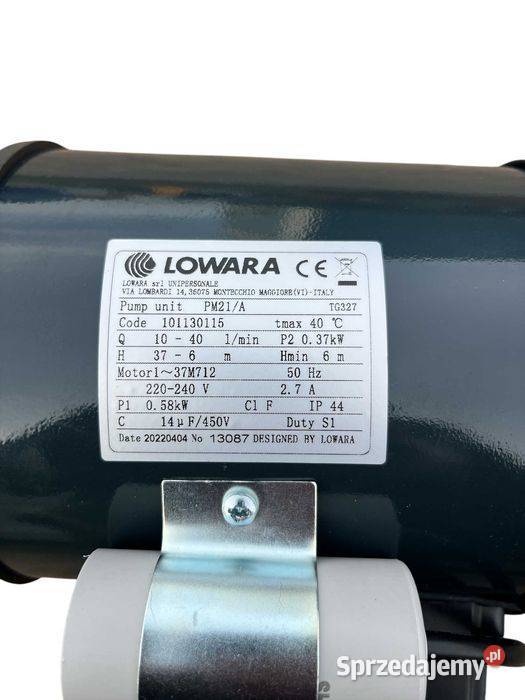 LOWARA CE
LOWARA srl UNIPERSONALE
VIA LOMBARDI 14,36075 MONTECCHIO MAGGIORE(VI)-ITALY
Pump unit PM21/A TG327
Code 101130115 tmax 40 ℃
Q 10 - 40 l/min P2 0.37kW
H 37 - 6 m Hmin 6 m
Motor1~37M712 50 Hz
220-240 V 2.7 A
P1 0.58kW Cl F IP 44
C 14μF/450V Duty S1
Date 20220404 No 13087 DESIGNED BY LOWARA
Sprzedajemy.pl